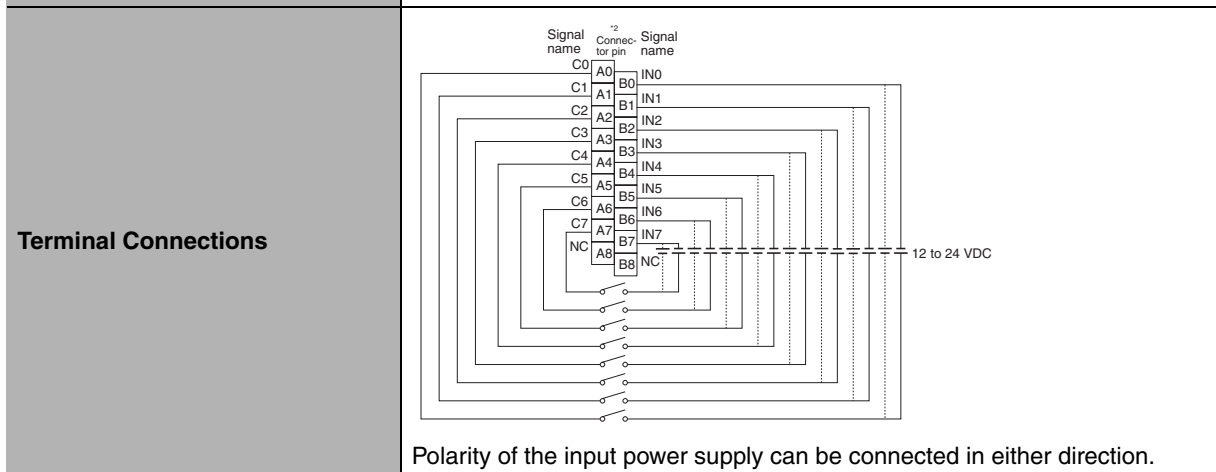 Terminal Connections
Signal name
*2
Connec-
tor pin
Signal name
C0 A0 IN0
B0
C1 A1 IN1
B1
C2 A2 IN2
B2
C3 A3 IN3
B3
C4 A4 IN4
B4
C5 A5 IN5
B5
C6 A6 IN6
B6
C7 A7 IN7
B7
NC A8 NC
B8
12 to 24 VDC
Polarity of the input power supply can be connected in either direction.